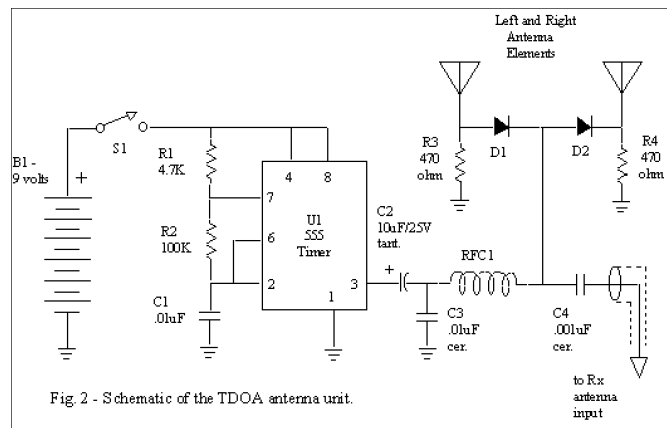 Left and Right
Antenna
Elements
B1 -
9 volts
+
S1
R1
4.7K
R2
100K
C1
.01uF
4
8
7
6
2
U1
555
Timer
1
3
C2
10uF/25V
tant.
+
RFC1
C3
.01uF
cer.
R3
470
ohm
D1
D2
R4
470
ohm
C4
.001uF
cer.
to Rx
antenna
input
Fig. 2 - Schematic of the TDOA antenna unit.